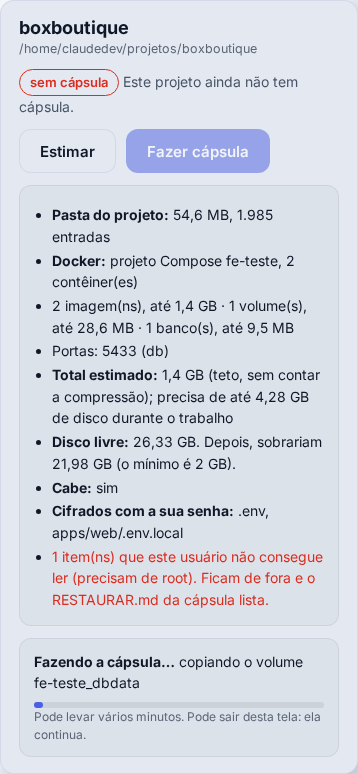 boxboutique
/home/claudedev/projetos/boxboutique
sem cápsula Este projeto ainda não tem
cápsula.
Estimar Fazer cápsula
• Pasta do projeto: 54,6 MB, 1.985
entradas
• Docker: projeto Compose fe-teste, 2
contêiner(es)
• 2 imagem(ns), até 1,4 GB · 1 volume(s),
até 28,6 MB · 1 banco(s), até 9,5 MB
• Portas: 5433 (db)
• Total estimado: 1,4 GB (teto, sem contar
a compressão); precisa de até 4,28 GB
de disco durante o trabalho
• Disco livre: 26,33 GB. Depois, sobrariam
21,98 GB (o mínimo é 2 GB).
• Cabe: sim
• Cifrados com a sua senha: .env,
apps/web/.env.local
• 1 item(ns) que este usuário não consegue
ler (precisam de root). Ficam de fora e o
RESTAURAR.md da cápsula lista.
Fazendo a cápsula... copiando o volume
fe-teste_dbdata
Pode levar vários minutos. Pode sair desta tela: ela
continua.